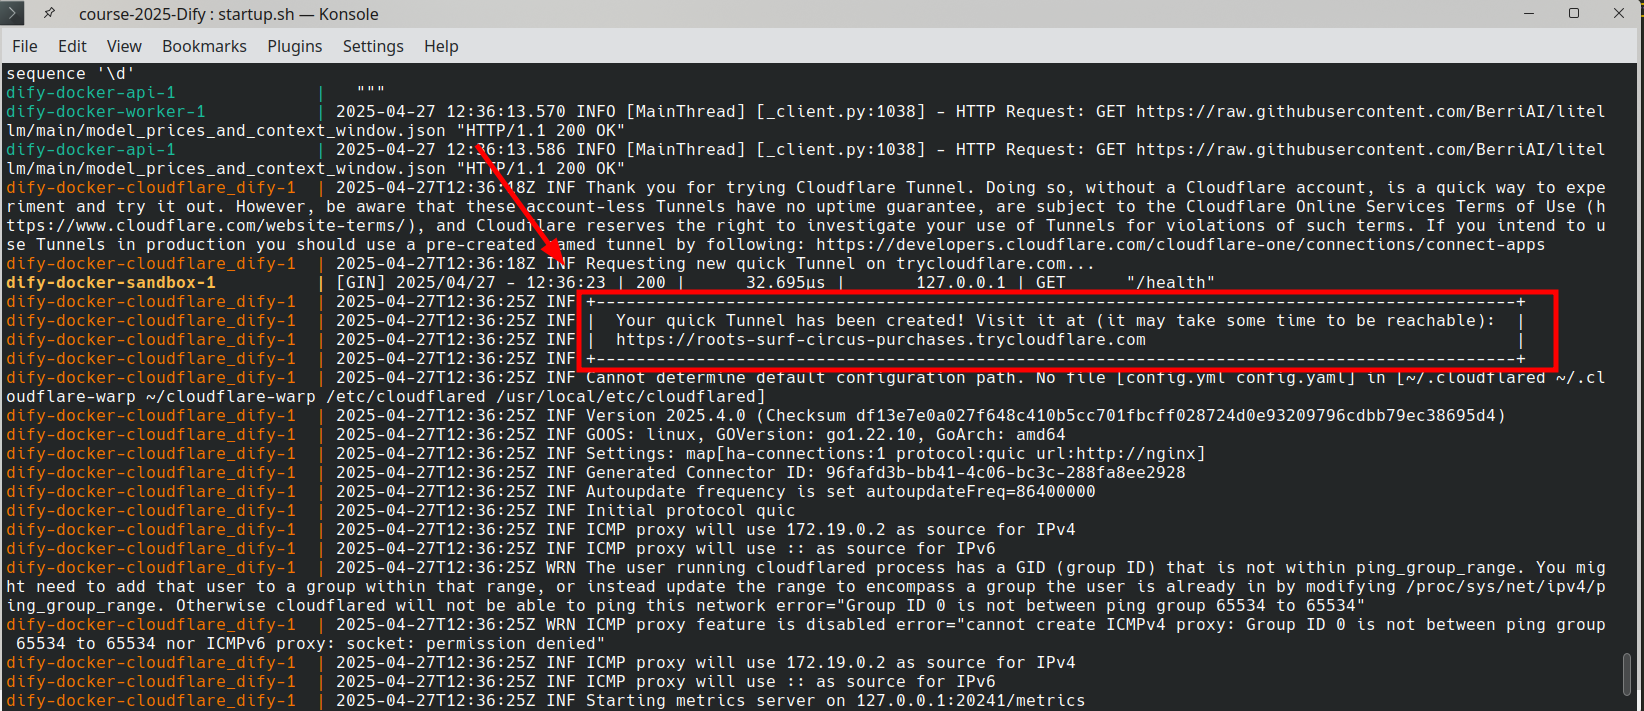 course-2025-Dify : startup.sh — Konsole
File Edit View Bookmarks Plugins Settings Help
sequence '\d'
dify-docker-api-1 | """
dify-docker-worker-1 | 2025-04-27 12:36:13.570 INFO [MainThread] [_client.py:1038] - HTTP Request: GET https://raw.githubusercontent.com/BerriAI/litel
lm/main/model_prices_and_context_window.json "HTTP/1.1 200 OK"
dify-docker-api-1 | 2025-04-27 12:36:13.586 INFO [MainThread] [_client.py:1038] - HTTP Request: GET https://raw.githubusercontent.com/BerriAI/litel
lm/main/model_prices_and_context_window.json "HTTP/1.1 200 OK"
dify-docker-cloudflare_dify-1 | 2025-04-27T12:36:18Z INF Thank you for trying Cloudflare Tunnel. Doing so, without a Cloudflare account, is a quick way to expe
riment and try it out. However, be aware that these account-less Tunnels have no uptime guarantee, are subject to the Cloudflare Online Services Terms of Use (h
ttps://www.cloudflare.com/website-terms/), and Cloudflare reserves the right to investigate your use of Tunnels for violations of such terms. If you intend to u
se Tunnels in production you should use a pre-created named tunnel by following: https://developers.cloudflare.com/cloudflare-one/connections/connect-apps
dify-docker-cloudflare_dify-1 | 2025-04-27T12:36:18Z INF Requesting new quick Tunnel on trycloudflare.com...
dify-docker-sandbox-1 | [GIN] 2025/04/27 - 12:36:23 | 200 | 32.695µs | 127.0.0.1 | GET "/health"
dify-docker-cloudflare_dify-1 | 2025-04-27T12:36:25Z INF +--------------------------------------------------------------------------------------------+
dify-docker-cloudflare_dify-1 | 2025-04-27T12:36:25Z INF | Your quick Tunnel has been created! Visit it at (it may take some time to be reachable): |
dify-docker-cloudflare_dify-1 | 2025-04-27T12:36:25Z INF | https://roots-surf-circus-purchases.trycloudflare.com |
dify-docker-cloudflare_dify-1 | 2025-04-27T12:36:25Z INF +--------------------------------------------------------------------------------------------+
dify-docker-cloudflare_dify-1 | 2025-04-27T12:36:25Z INF Cannot determine default configuration path. No file [config.yml config.yaml] in [~/.cloudflared ~/.cl
oudflare-warp ~/cloudflare-warp /etc/cloudflared /usr/local/etc/cloudflared]
dify-docker-cloudflare_dify-1 | 2025-04-27T12:36:25Z INF Version 2025.4.0 (Checksum df13e7e0a027f648c410b5cc701fbcff028724d0e93209796cdbb79ec38695d4)
dify-docker-cloudflare_dify-1 | 2025-04-27T12:36:25Z INF GOOS: linux, GOVersion: go1.22.10, GoArch: amd64
dify-docker-cloudflare_dify-1 | 2025-04-27T12:36:25Z INF Settings: map[ha-connections:1 protocol:quic url:http://nginx]
dify-docker-cloudflare_dify-1 | 2025-04-27T12:36:25Z INF Generated Connector ID: 96fafd3b-bb41-4c06-bc3c-288fa8ee2928
dify-docker-cloudflare_dify-1 | 2025-04-27T12:36:25Z INF Autoupdate frequency is set autoupdateFreq=86400000
dify-docker-cloudflare_dify-1 | 2025-04-27T12:36:25Z INF Initial protocol quic
dify-docker-cloudflare_dify-1 | 2025-04-27T12:36:25Z INF ICMP proxy will use 172.19.0.2 as source for IPv4
dify-docker-cloudflare_dify-1 | 2025-04-27T12:36:25Z INF ICMP proxy will use :: as source for IPv6
dify-docker-cloudflare_dify-1 | 2025-04-27T12:36:25Z WRN The user running cloudflared process has a GID (group ID) that is not within ping_group_range. You mig
ht need to add that user to a group within that range, or instead update the range to encompass a group the user is already in by modifying /proc/sys/net/ipv4/p
ing_group_range. Otherwise cloudflared will not be able to ping this network error="Group ID 0 is not between ping group 65534 to 65534"
dify-docker-cloudflare_dify-1 | 2025-04-27T12:36:25Z WRN ICMP proxy feature is disabled error="cannot create ICMPv4 proxy: Group ID 0 is not between ping group
65534 to 65534 nor ICMPv6 proxy: socket: permission denied"
dify-docker-cloudflare_dify-1 | 2025-04-27T12:36:25Z INF ICMP proxy will use 172.19.0.2 as source for IPv4
dify-docker-cloudflare_dify-1 | 2025-04-27T12:36:25Z INF ICMP proxy will use :: as source for IPv6
dify-docker-cloudflare_dify-1 | 2025-04-27T12:36:25Z INF Starting metrics server on 127.0.0.1:20241/metrics